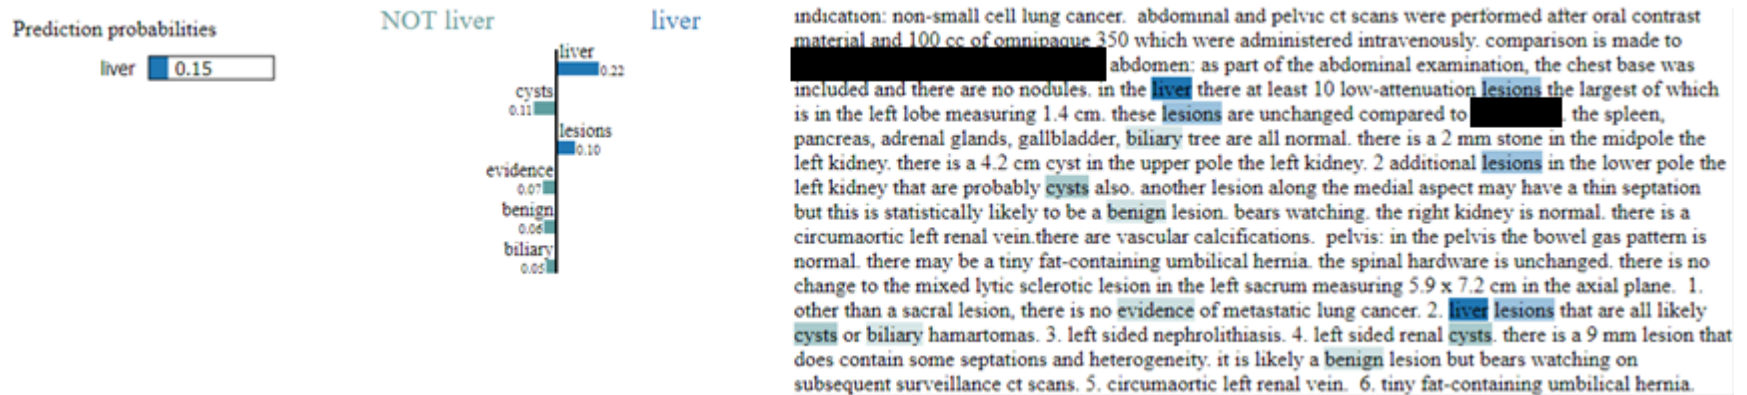 Prediction probabilities
liver 0.15
NOT liver
liver
liver
0.22
cysts
0.11
lesions
0.10
evidence
0.07
benign
0.06
biliary
0.05
indication: non-small cell lung cancer. abdominal and pelvic ct scans were performed after oral contrast
material and 100 cc of omnipaque 350 which were administered intravenously. comparison is made to
abdomen: as part of the abdominal examination, the chest base was
included and there are no nodules. in the liver there at least 10 low-attenuation lesions the largest of which
is in the left lobe measuring 1.4 cm. these lesions are unchanged compared to . the spleen,
pancreas, adrenal glands, gallbladder, biliary tree are all normal. there is a 2 mm stone in the midpole the
left kidney. there is a 4.2 cm cyst in the upper pole the left kidney. 2 additional lesions in the lower pole the
left kidney that are probably cysts also. another lesion along the medial aspect may have a thin septation
but this is statistically likely to be a benign lesion. bears watching. the right kidney is normal. there is a
circumaortic left renal vein.there are vascular calcifications. pelvis: in the pelvis the bowel gas pattern is
normal. there may be a tiny fat-containing umbilical hernia. the spinal hardware is unchanged. there is no
change to the mixed lytic sclerotic lesion in the left sacrum measuring 5.9 x 7.2 cm in the axial plane. 1.
other than a sacral lesion, there is no evidence of metastatic lung cancer. 2. liver lesions that are all likely
cysts or biliary hamartomas. 3. left sided nephrolithiasis. 4. left sided renal cysts. there is a 9 mm lesion that
does contain some septations and heterogeneity. it is likely a benign lesion but bears watching on
subsequent surveillance ct scans. 5. circumaortic left renal vein. 6. tiny fat-containing umbilical hernia.